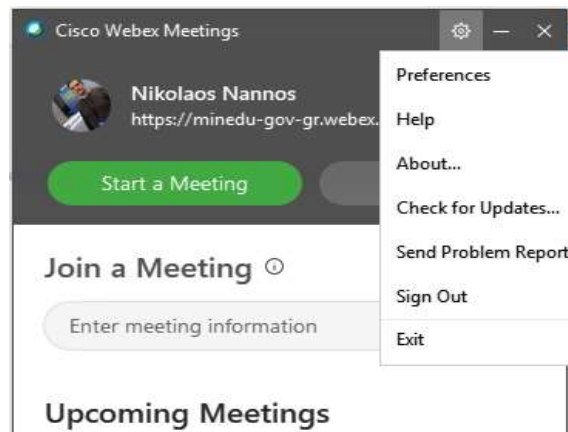 Cisco Webex Meetings
Preferences
Nikolaos Nannos
https://minedu-gov-gr.webex.
Help
About...
Start a Meeting
Check for Updates...
Send Problem Report
Join a Meeting
Sign Out
Enter meeting information
Exit
Upcoming Meetings